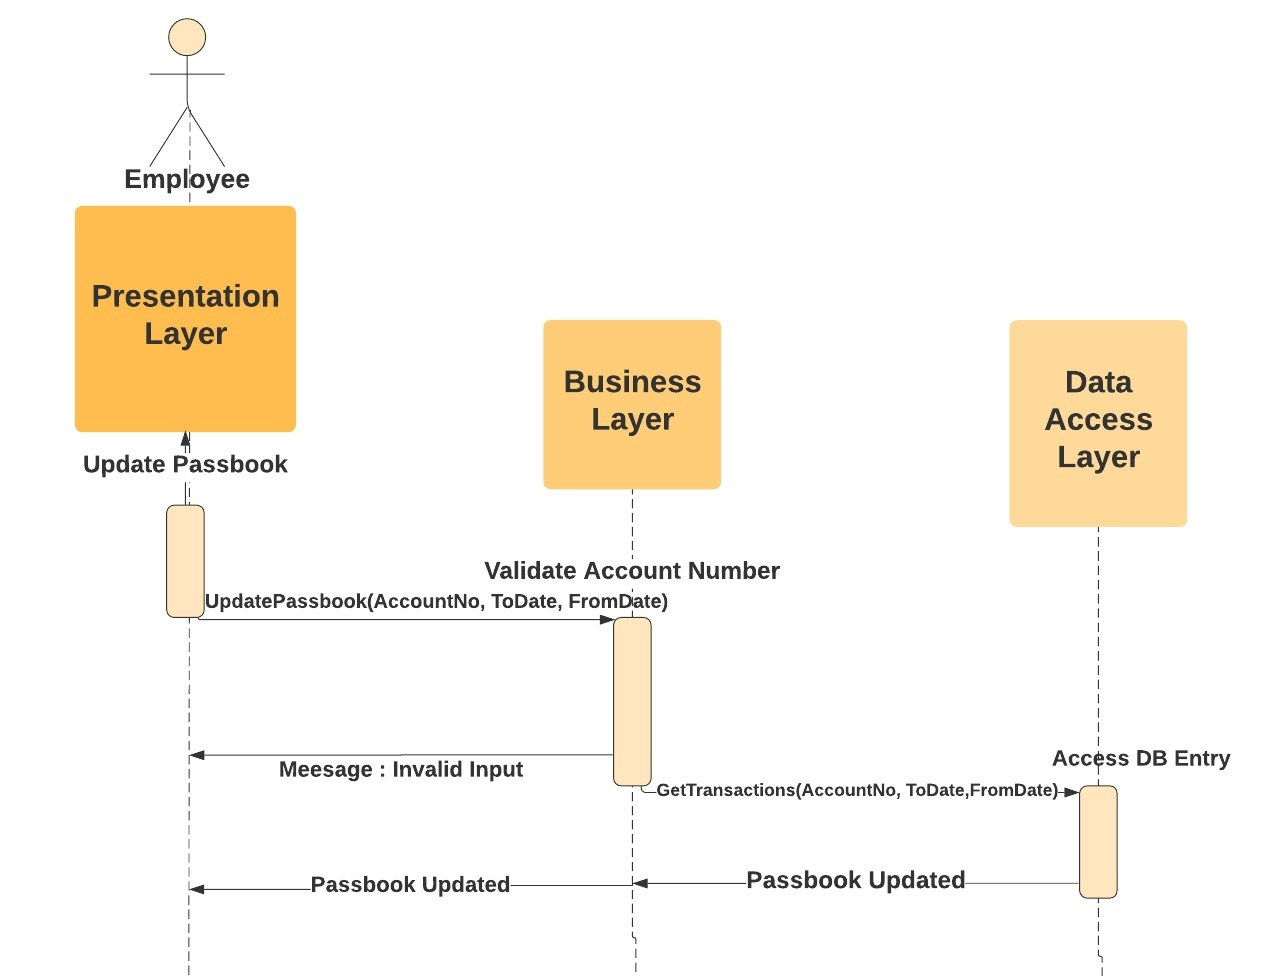 Employee
Presentation
Layer
Business
Layer
Data
Access
Layer
Update Passbook
Validate Account Number
UpdatePassbook(AccountNo, ToDate, FromDate)
Meesage : Invalid Input
Access DB Entry
GetTransactions(AccountNo, ToDate,FromDate)
Passbook Updated
Passbook Updated